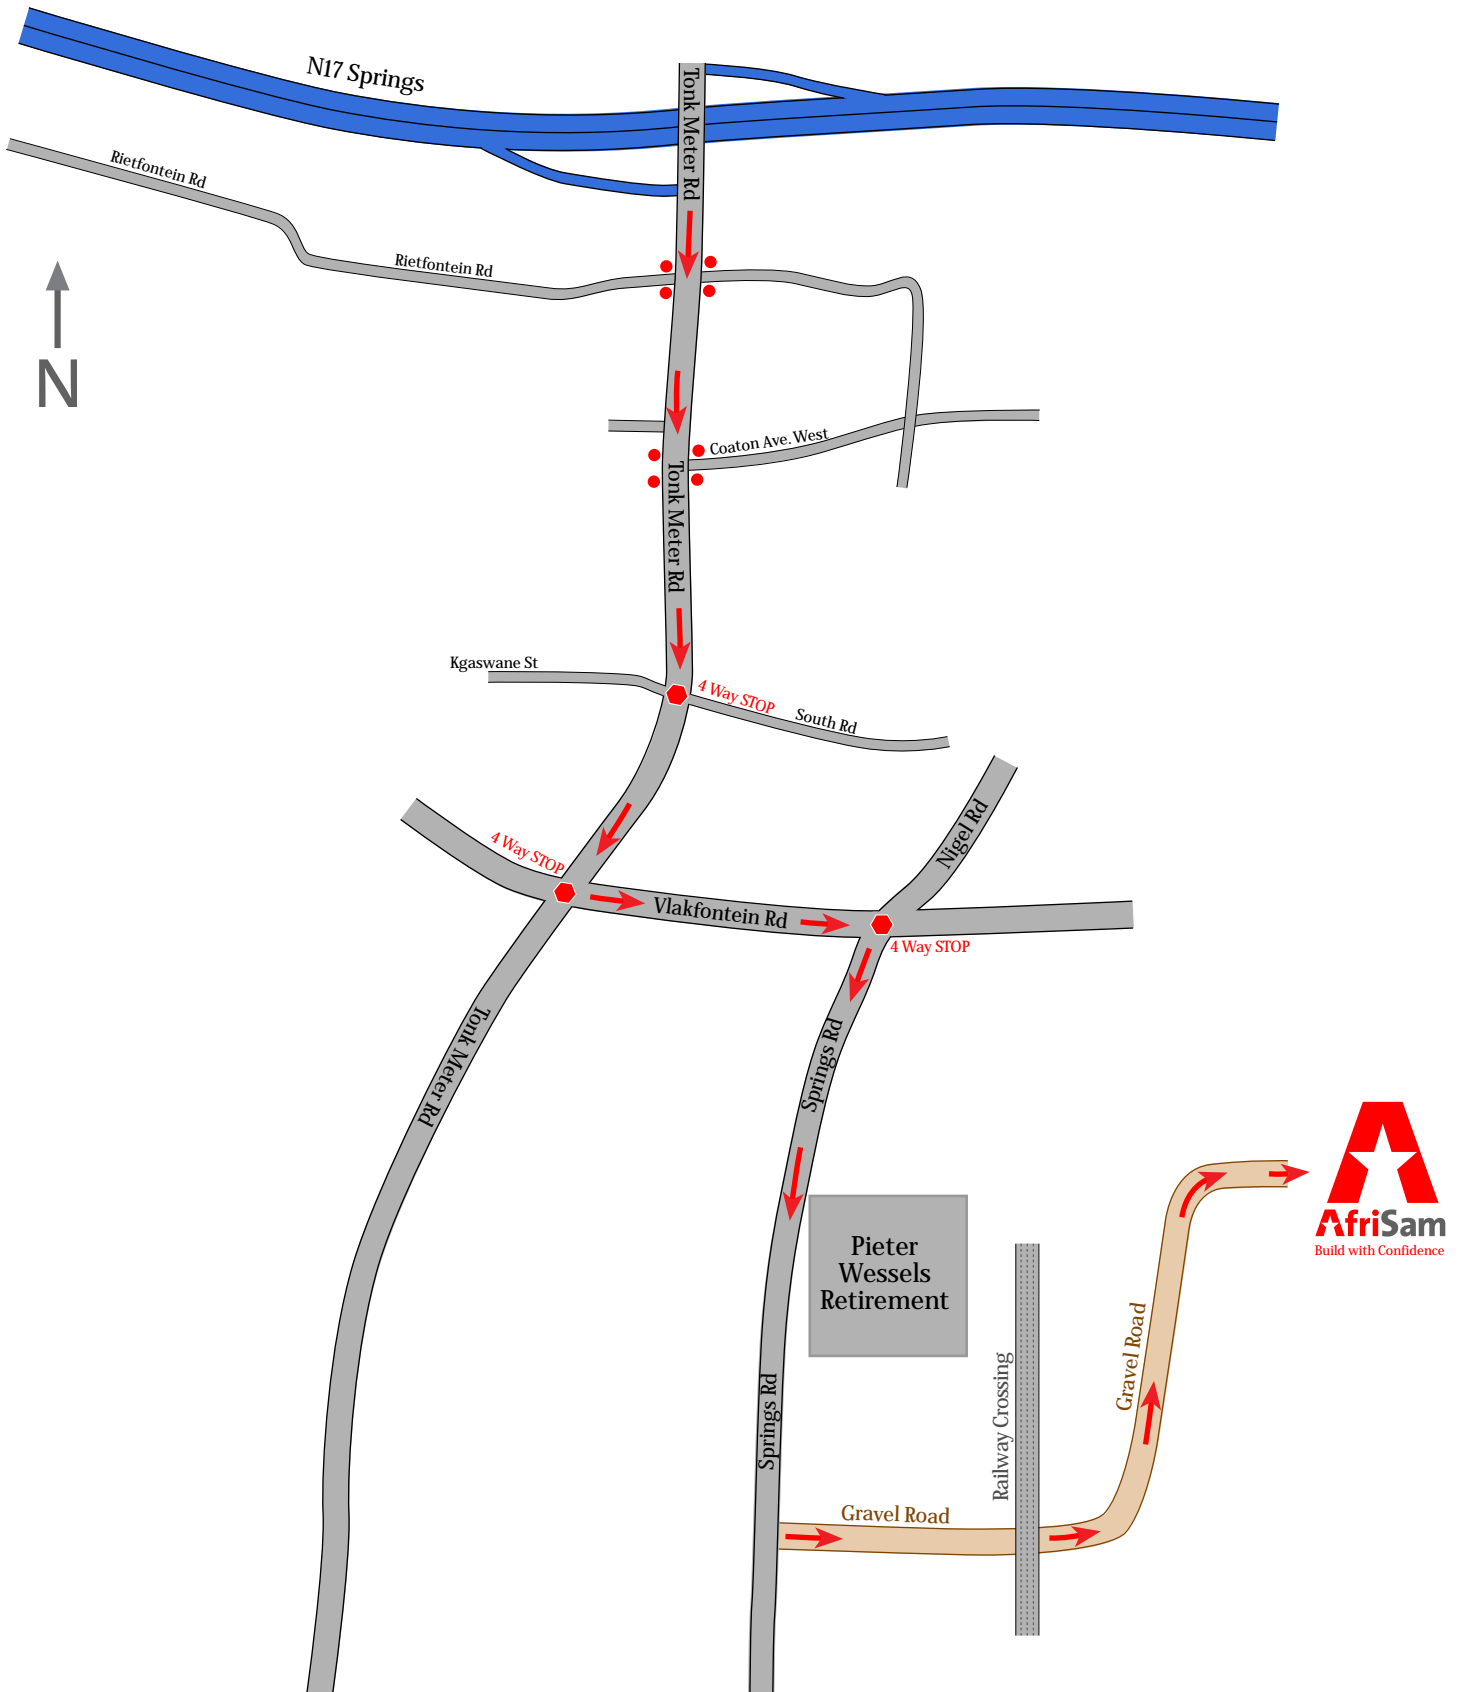 N17 Springs
Tonk Meter Rd
Rietfontein Rd
Rietfontein Rd
N
Coaton Ave. West
Tonk Meter Rd
Kgaswane St
4 Way STOP
South Rd
Nigel Rd
4 Way STOP
Vlakfontein Rd
4 Way STOP
Tonk Meter Rd
Springs Rd
AfriSam
Build with Confidence
Pieter
Wessels
Retirement
Gravel Road
Railway Crossing
Springs Rd
Gravel Road